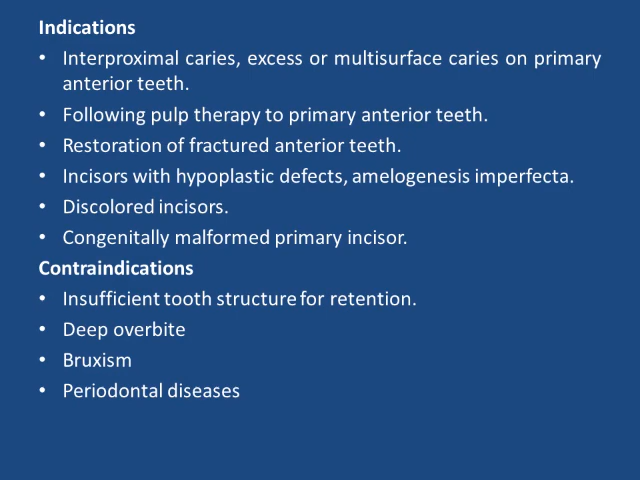 Indications
• Interproximal caries, excess or multisurface caries on primary
anterior teeth.
• Following pulp therapy to primary anterior teeth.
• Restoration of fractured anterior teeth.
• Incisors with hypoplastic defects, amelogenesis imperfecta.
• Discolored incisors.
• Congenitally malformed primary incisor.
Contraindications
• Insufficient tooth structure for retention.
• Deep overbite
• Bruxism
• Periodontal diseases